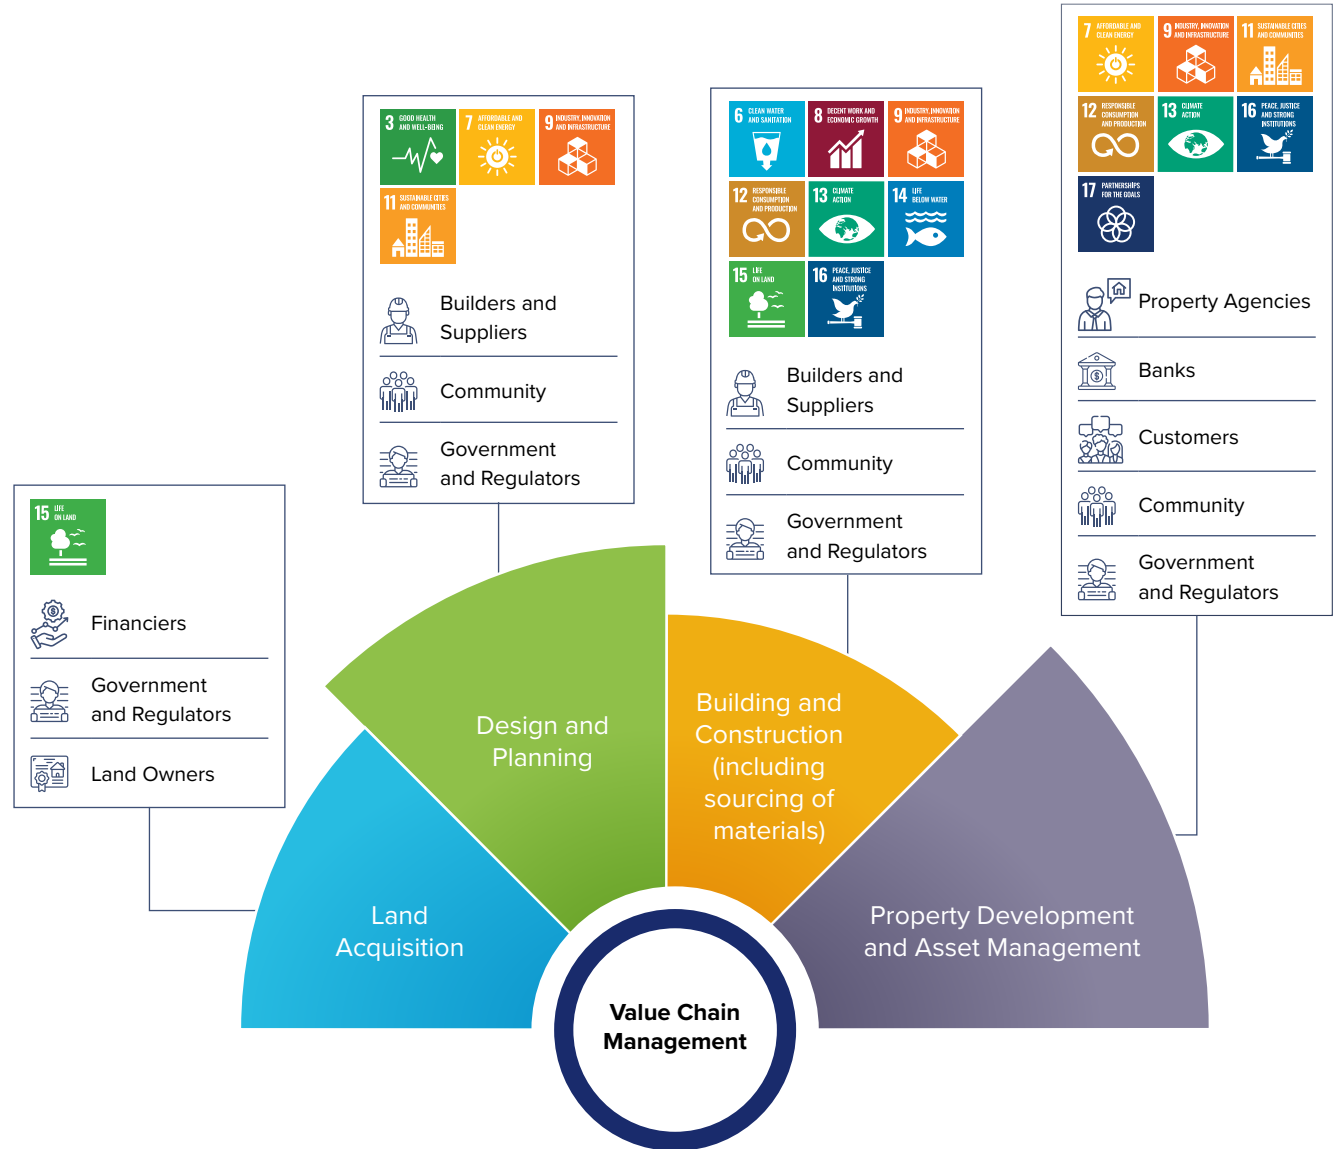 15 LIFE
ON LAND
Financiers
Government
and Regulators
Land Owners
3 GOOD HEALTH
AND WELL-BEING
7 AFFORDABLE AND
CLEAN ENERGY
9 INDUSTRY, INNOVATION
AND INFRASTRUCTURE
11 SUSTAINABLE CITIES
AND COMMUNITIES
Builders and
Suppliers
Community
Government
and Regulators
6 CLEAN WATER
AND SANITATION
8 DECENT WORK AND
ECONOMIC GROWTH
9 INDUSTRY, INNOVATION
AND INFRASTRUCTURE
12 RESPONSIBLE
CONSUMPTION
AND PRODUCTION
13 CLIMATE
ACTION
14 LIFE
BELOW WATER
15 LIFE
ON LAND
16 PEACE, JUSTICE
AND STRONG
INSTITUTIONS
Builders and
Suppliers
Community
Government
and Regulators
7 AFFORDABLE AND
CLEAN ENERGY
9 INDUSTRY, INNOVATION
AND INFRASTRUCTURE
11 SUSTAINABLE CITIES
AND COMMUNITIES
12 RESPONSIBLE
CONSUMPTION
AND PRODUCTION
13 CLIMATE
ACTION
16 PEACE, JUSTICE
AND STRONG
INSTITUTIONS
17 PARTNERSHIPS
FOR THE GOALS
Property Agencies
Banks
Customers
Community
Government
and Regulators
Land
Acquisition
Design and
Planning
Building and
Construction
(including
sourcing of
materials)
Property Development
and Asset Management
Value Chain
Management